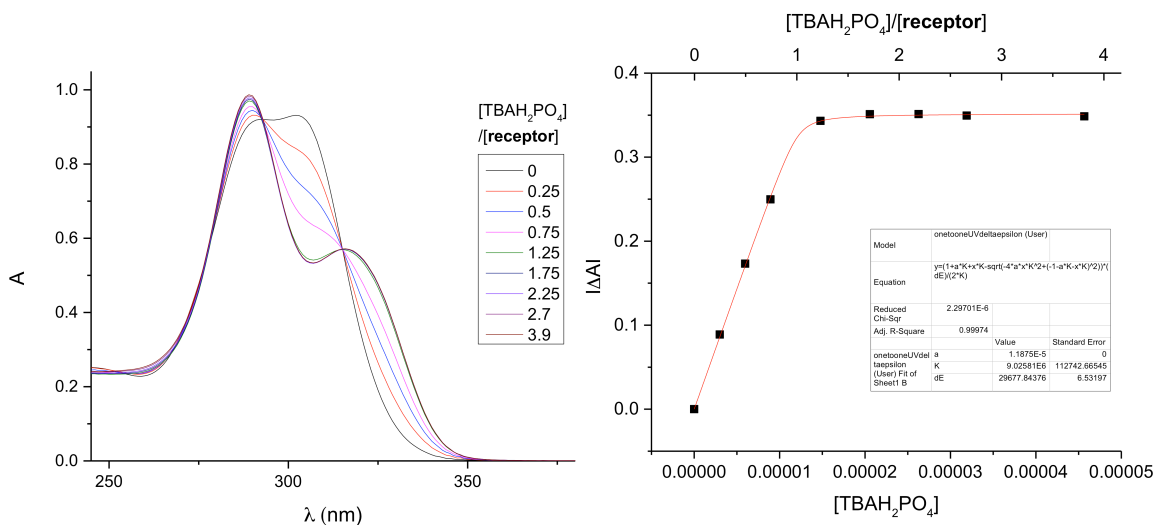 [TBAH₂PO₄]
/[receptor]
0
0.25
0.5
0.75
1.25
1.75
2.25
2.7
3.9
1.0
0.8
0.6
0.4
0.2
0.0
A
250
300
350
λ (nm)
[TBAH₂PO₄]/[receptor]
0 1 2 3 4
0.4
0.3
0.2
0.1
0.0
|ΔA|
Model onetooneUVdeltaepsilon (User)
Equation y=(1+a*K+x*K-sqrt(-4*a*x*K^2+(-1-a*K-x*K)^2))*(
dE)/(2*K)
Reduced
Chi-Sqr 2.29701E-6
Adj. R-Square 0.99974
Value Standard Error
onetooneUVdel
taepsilon
(User) Fit of
Sheet1 B
a 1.1875E-5 0
K 9.02581E6 112742.66545
dE 29677.84376 6.53197
0.00000 0.00001 0.00002 0.00003 0.00004 0.00005
[TBAH₂PO₄]